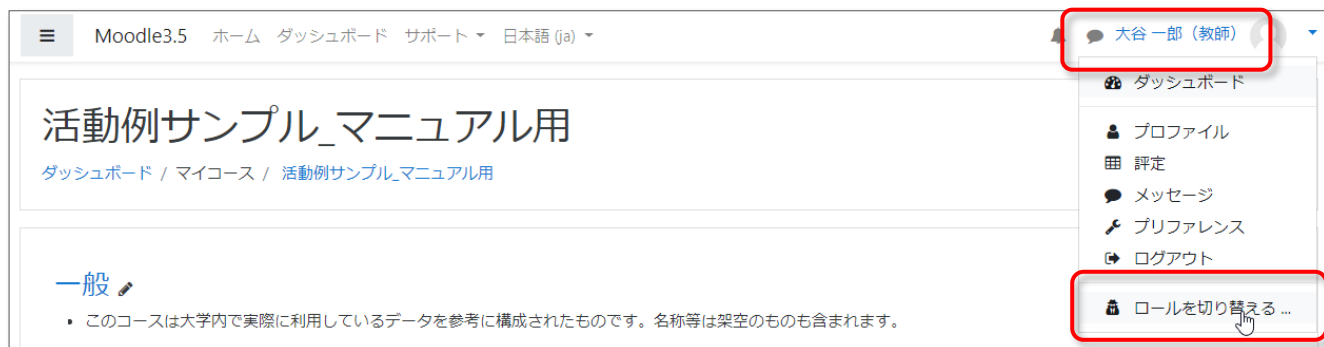 Moodle3.5 ホーム ダッシュボード サポート 日本語 (ja) 大谷 一郎（教師）
活動例サンプル_マニュアル用
ダッシュボード / マイコース / 活動例サンプル_マニュアル用
一般
• このコースは大学内で実際に利用しているデータを参考に構成されたものです。名称等は架空のものも含まれます。
ダッシュボード
プロファイル
評定
メッセージ
プリファレンス
ログアウト
ロールを切り替える ...